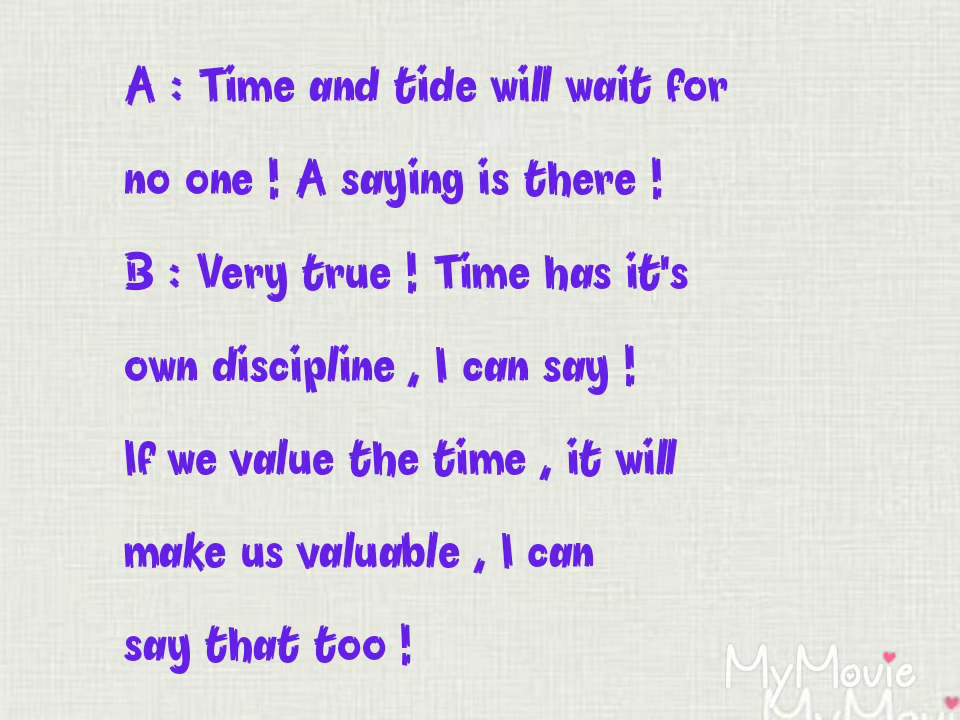 A : Time and tide will wait for
no one ! A saying is there !
B : Very true ! Time has it's
own discipline , I can say !
If we value the time , it will
make us valuable , I can
say that too !
MyMovie
MyMovi